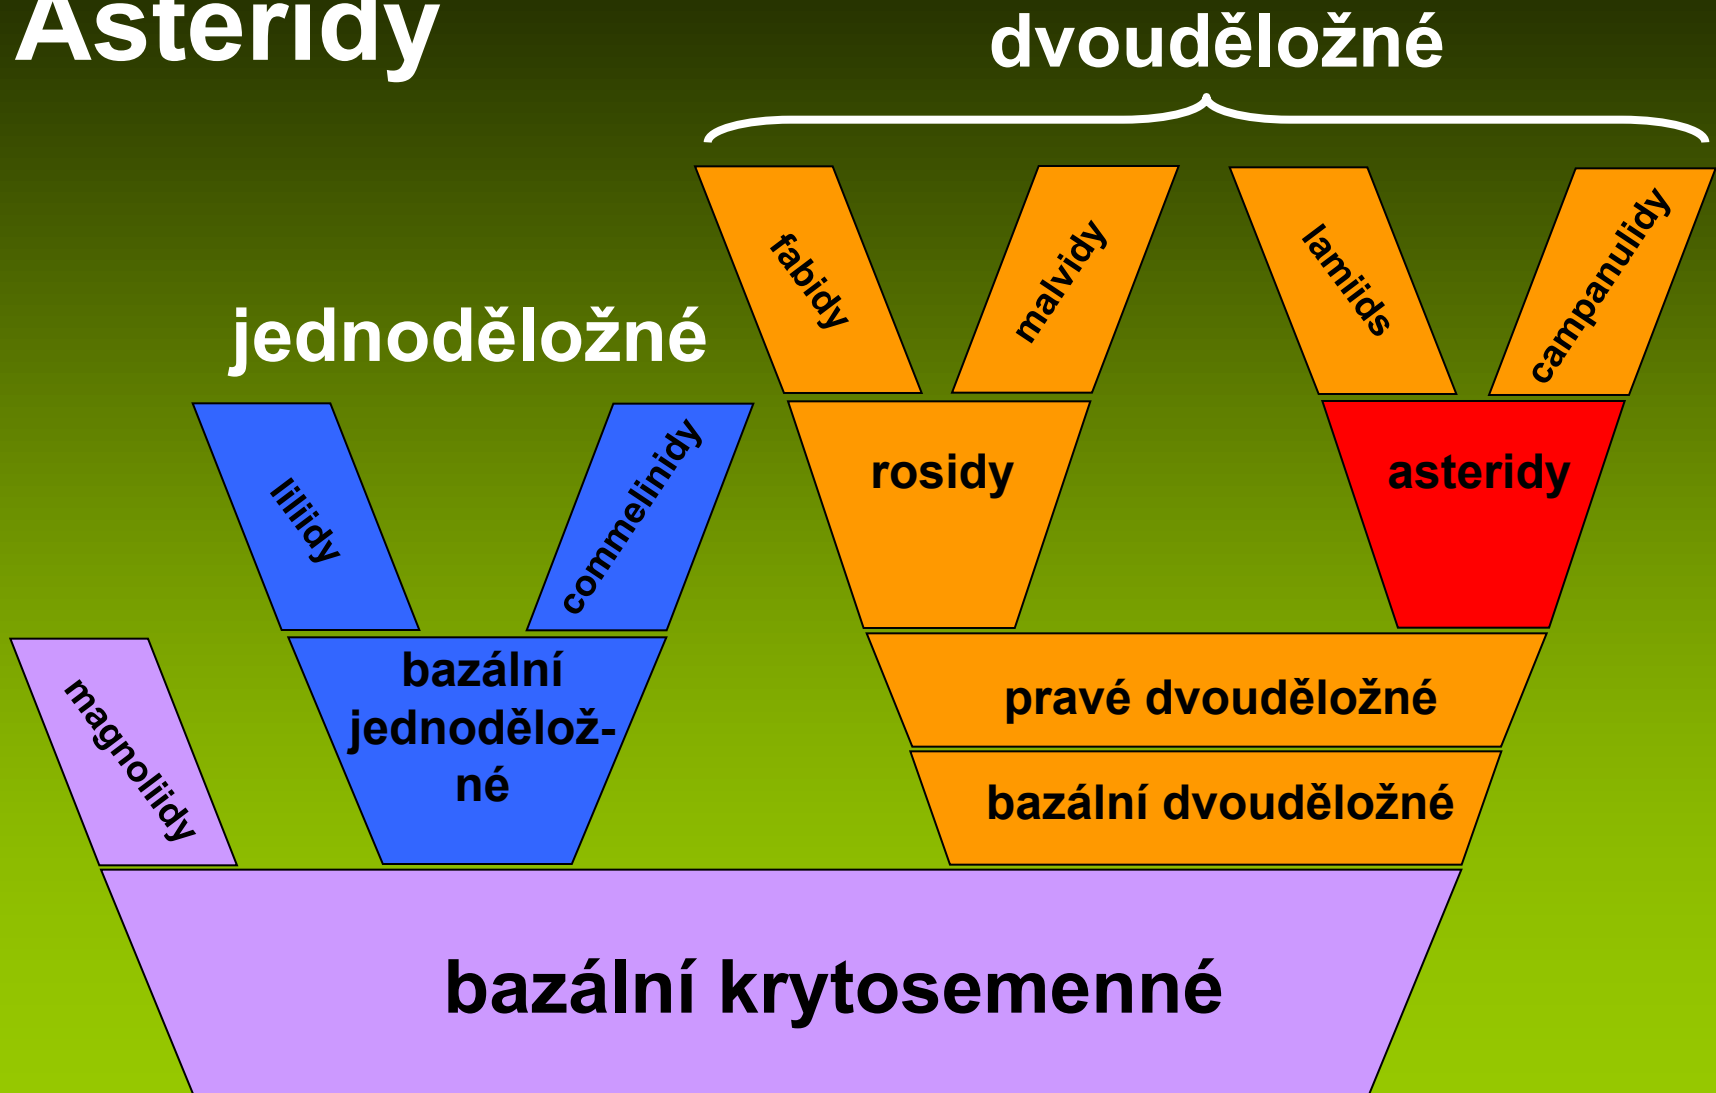 Asteridy
dvouděložné
fabidy
malvidy
lamiids
campanulidy
jednoděložné
liliidy
commelinidy
rosidy
asteridy
magnoliidy
bazální
jednodělož-
né
pravé dvouděložné
bazální dvouděložné
bazální krytosemenné